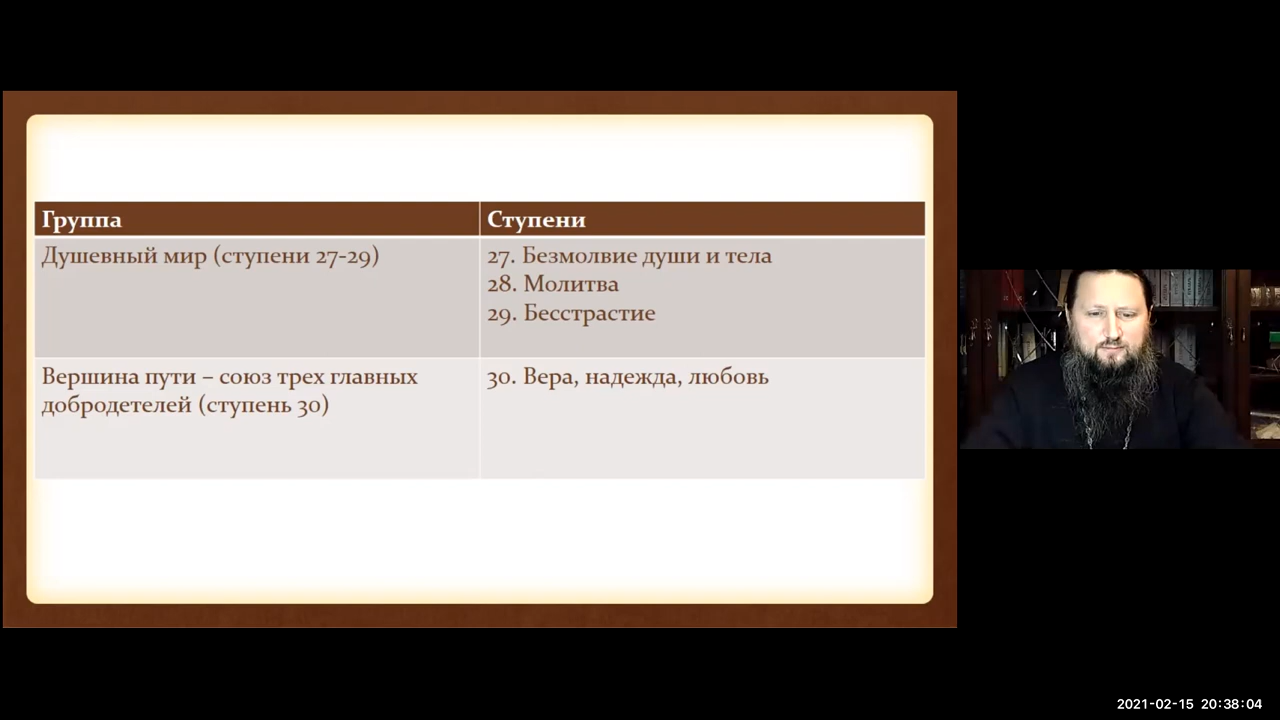 Группа
Ступени
Душевный мир (ступени 27-29)
27. Безмолвие души и тела
28. Молитва
29. Бесстрастие
Вершина пути – союз трех главных
добродетелей (ступень 30)
30. Вера, надежда, любовь
2021-02-15 20:38:04